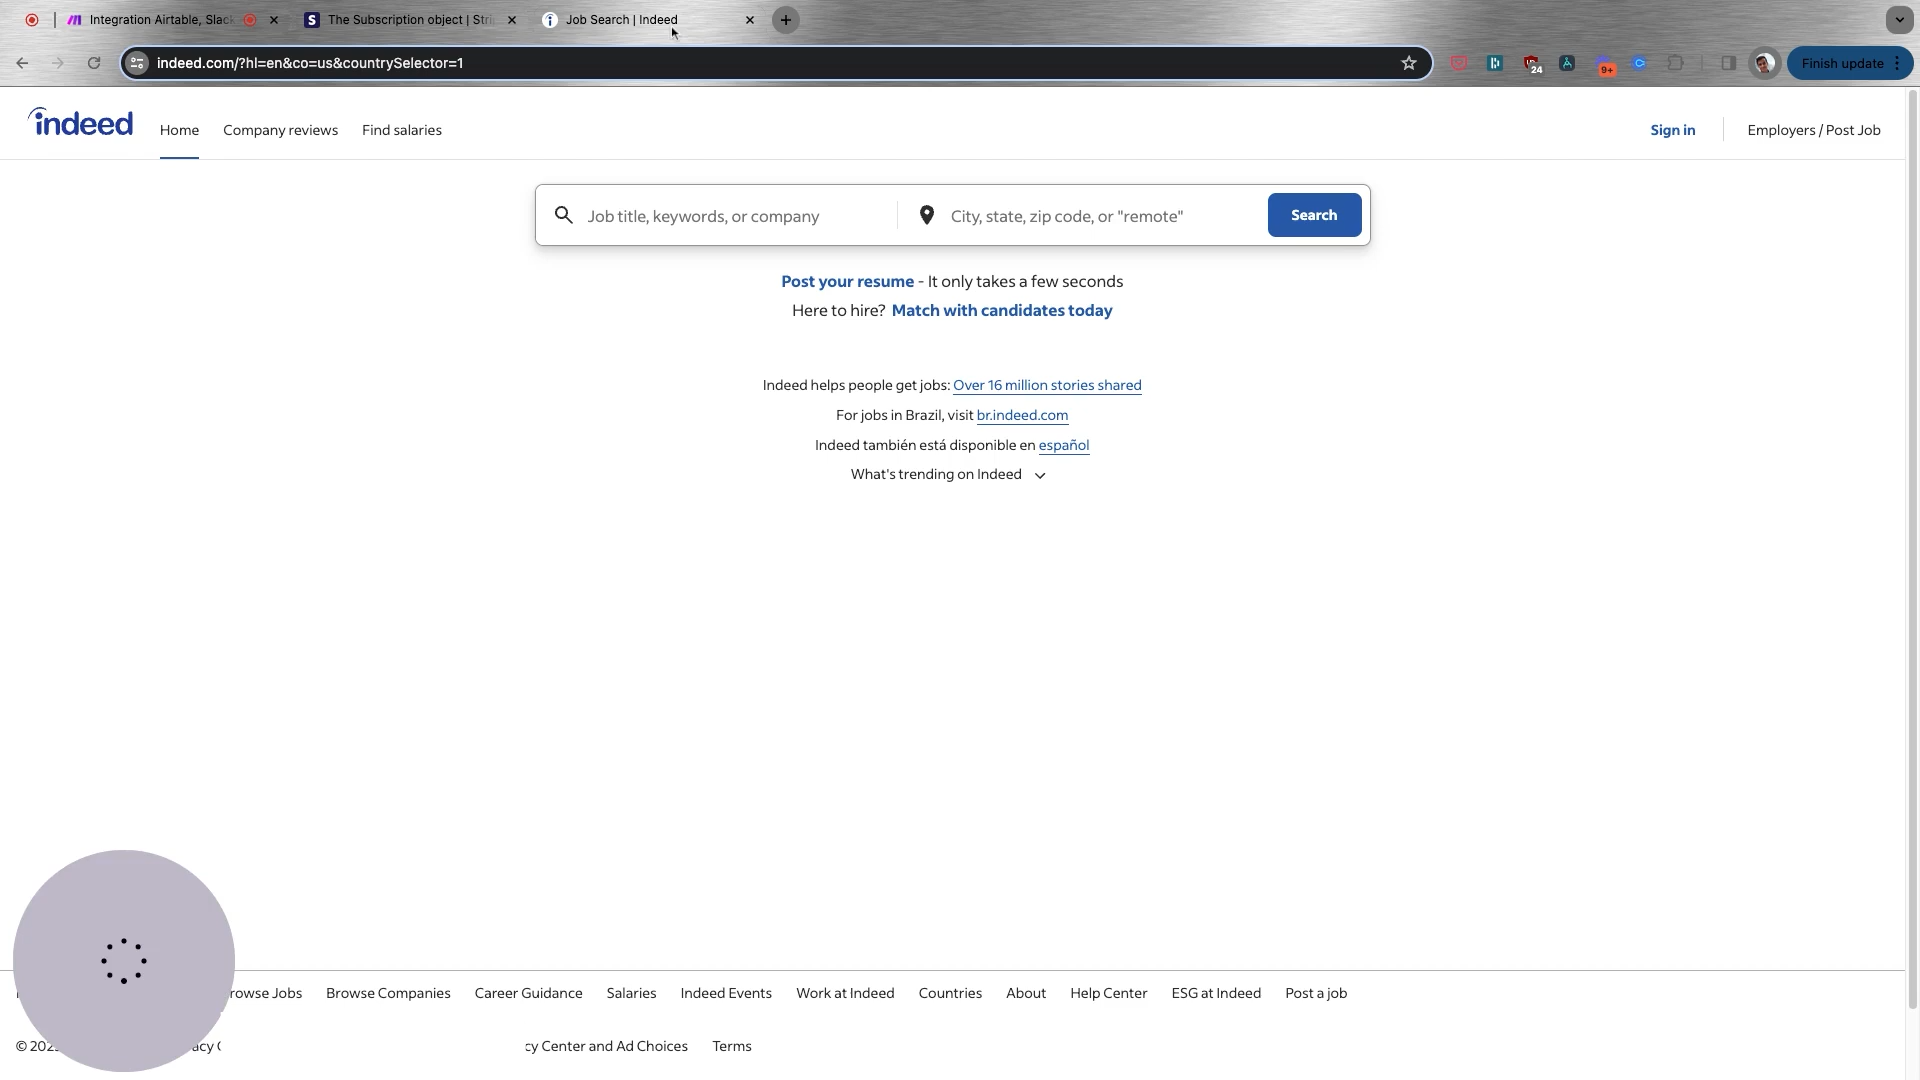 Integration Airtable, Slack
The Subscription object | Stri
Job Search | Indeed
indeed.com/?hl=en&co=us&countrySelector=1
24
9+
Finish update
indeed
Home
Company reviews
Find salaries
Sign in
Employers / Post Job
Job title, keywords, or company
City, state, zip code, or "remote"
Search
Post your resume - It only takes a few seconds
Here to hire? Match with candidates today
Indeed helps people get jobs: Over 16 million stories shared
For jobs in Brazil, visit br.indeed.com
Indeed también está disponible en español
What's trending on Indeed
rowse Jobs
Browse Companies
Career Guidance
Salaries
Indeed Events
Work at Indeed
Countries
About
Help Center
ESG at Indeed
Post a job
© 202
acy
cy Center and Ad Choices
Terms